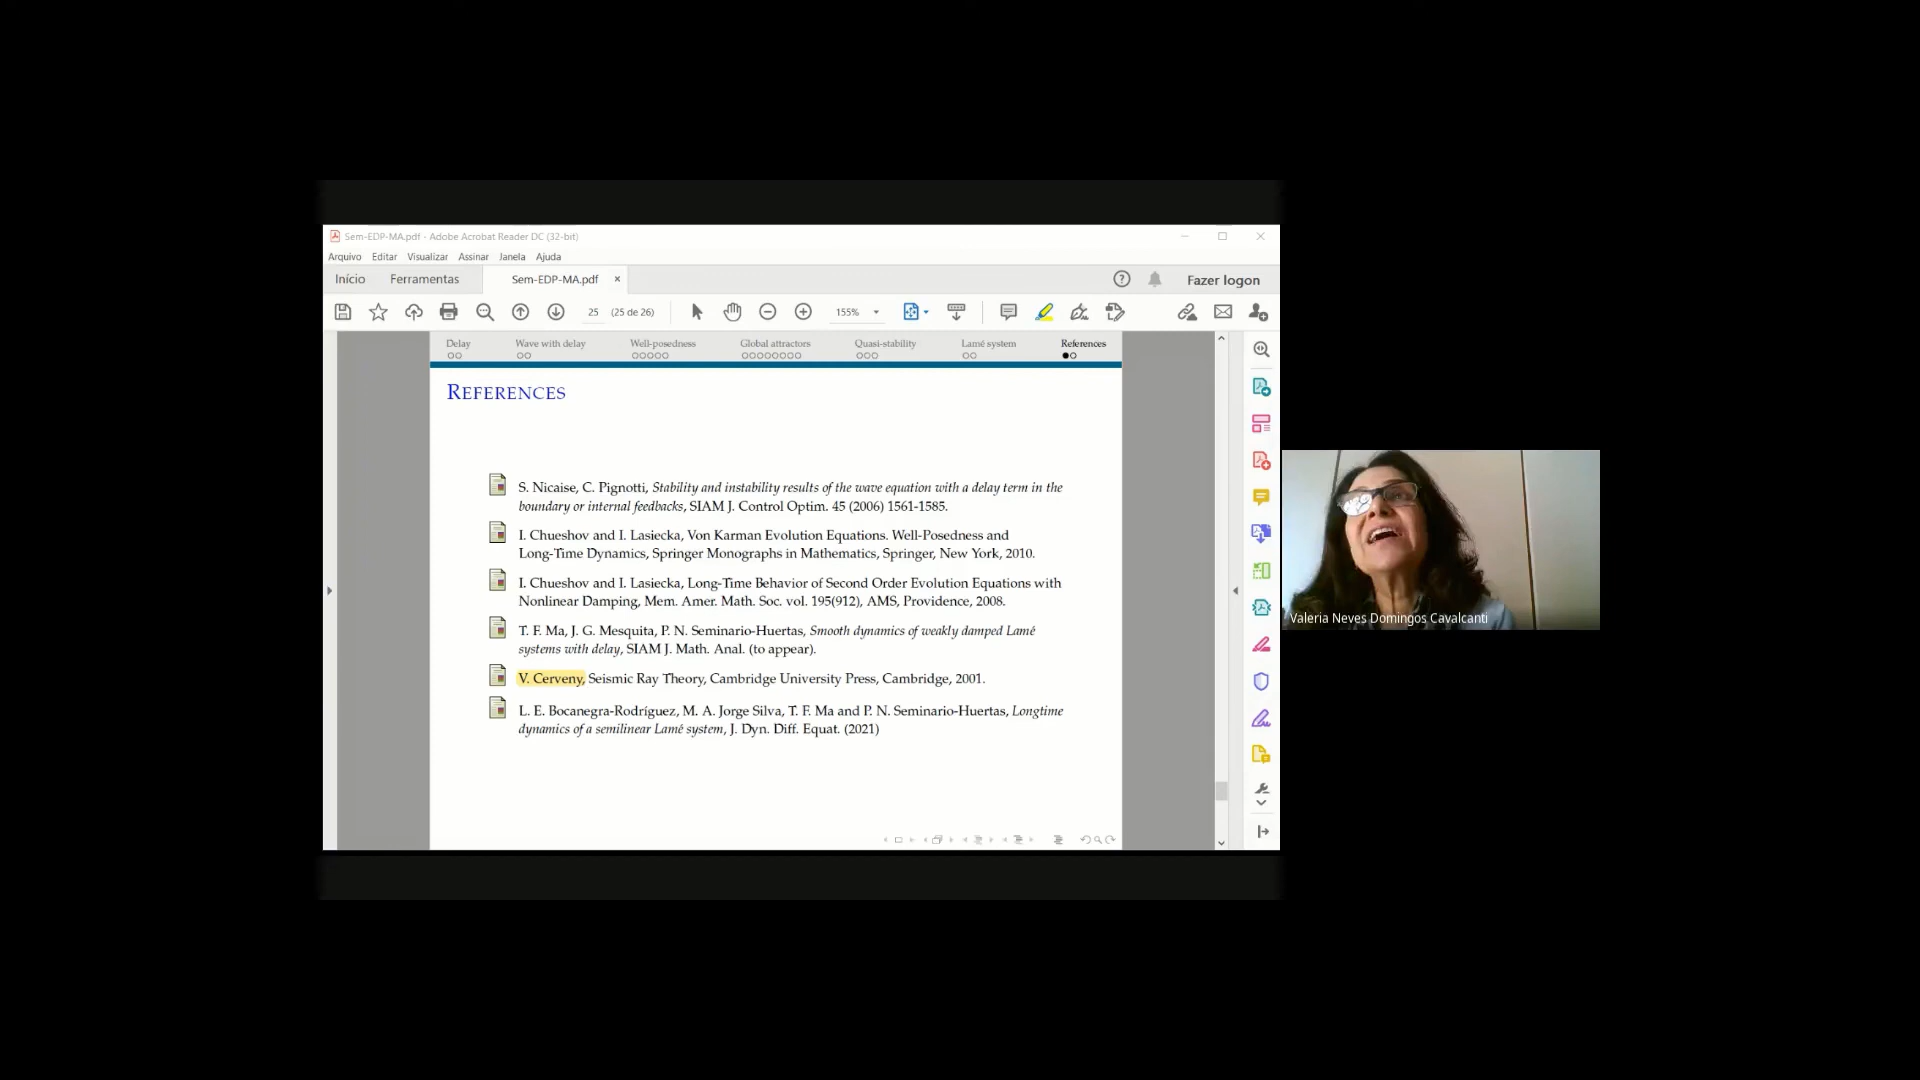 Sem-EDP-MA.pdf - Adobe Acrobat Reader DC (32-bit)
Arquivo Editar Visualizar Assinar Janela Ajuda
Início Ferramentas Sem-EDP-MA.pdf × Fazer logon
25 (25 de 26) 155%
Delay Wave with delay Well-posedness Global attractors Quasi-stability Lamé system References
REFERENCES
S. Nicaise, C. Pignotti, Stability and instability results of the wave equation with a delay term in the
boundary or internal feedbacks, SIAM J. Control Optim. 45 (2006) 1561-1585.
I. Chueshov and I. Lasiecka, Von Karman Evolution Equations. Well-Posedness and
Long-Time Dynamics, Springer Monographs in Mathematics, Springer, New York, 2010.
I. Chueshov and I. Lasiecka, Long-Time Behavior of Second Order Evolution Equations with
Nonlinear Damping, Mem. Amer. Math. Soc. vol. 195(912), AMS, Providence, 2008.
T. F. Ma, J. G. Mesquita, P. N. Seminario-Huertas, Smooth dynamics of weakly damped Lamé
systems with delay, SIAM J. Math. Anal. (to appear).
V. Cerveny, Seismic Ray Theory, Cambridge University Press, Cambridge, 2001.
L. E. Bocanegra-Rodríguez, M. A. Jorge Silva, T. F. Ma and P. N. Seminario-Huertas, Longtime
dynamics of a semilinear Lamé system, J. Dyn. Diff. Equat. (2021)
Valeria Neves Domingos Cavalcanti